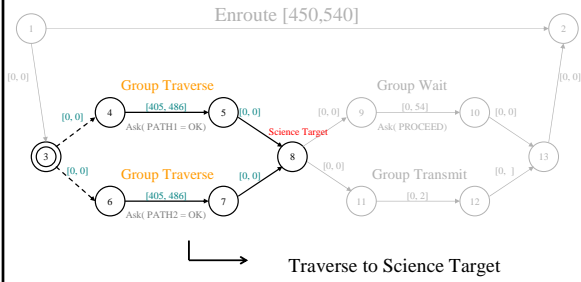 Enroute [450,540]
1
2
[0, 0]
[0, 0]
Group Traverse
Group Wait
[405, 486]
[0, 54]
[0, 0]
4
5
[0, 0]
[0, 0]
9
10
[0, 0]
Ask( PATH1 = OK)
Science Target
Ask( PROCEED)
3
8
13
[0, 0]
Group Traverse
[0, 0]
Group Transmit
[0, ]
[405, 486]
[0, 0]
[0, 2]
6
7
11
12
Ask( PATH2 = OK)
Traverse to Science Target